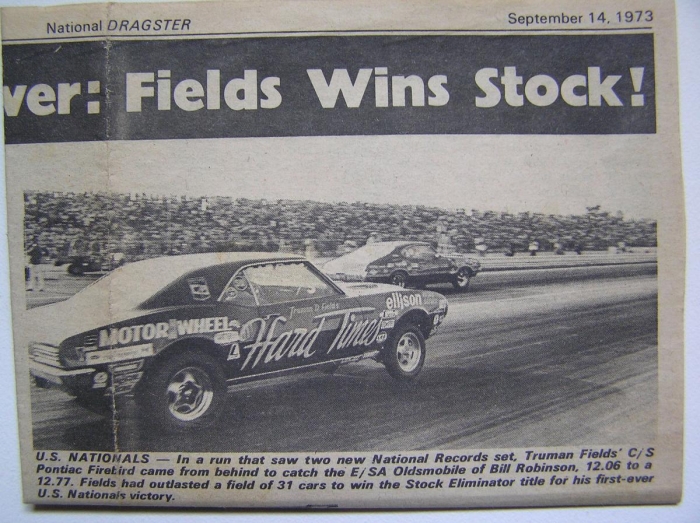 National DRAGSTER
September 14, 1973
ver: Fields Wins Stock!
ellison
Hard Times
MOTOR WHEEL
U.S. NATIONALS — In a run that saw two new National Records set, Truman Fields' C/S
Pontiac Firebird came from behind to catch the E/SA Oldsmobile of Bill Robinson, 12.06 to a
12.77. Fields had outlasted a field of 31 cars to win the Stock Eliminator title for his first-ever
U.S. Nationals victory.